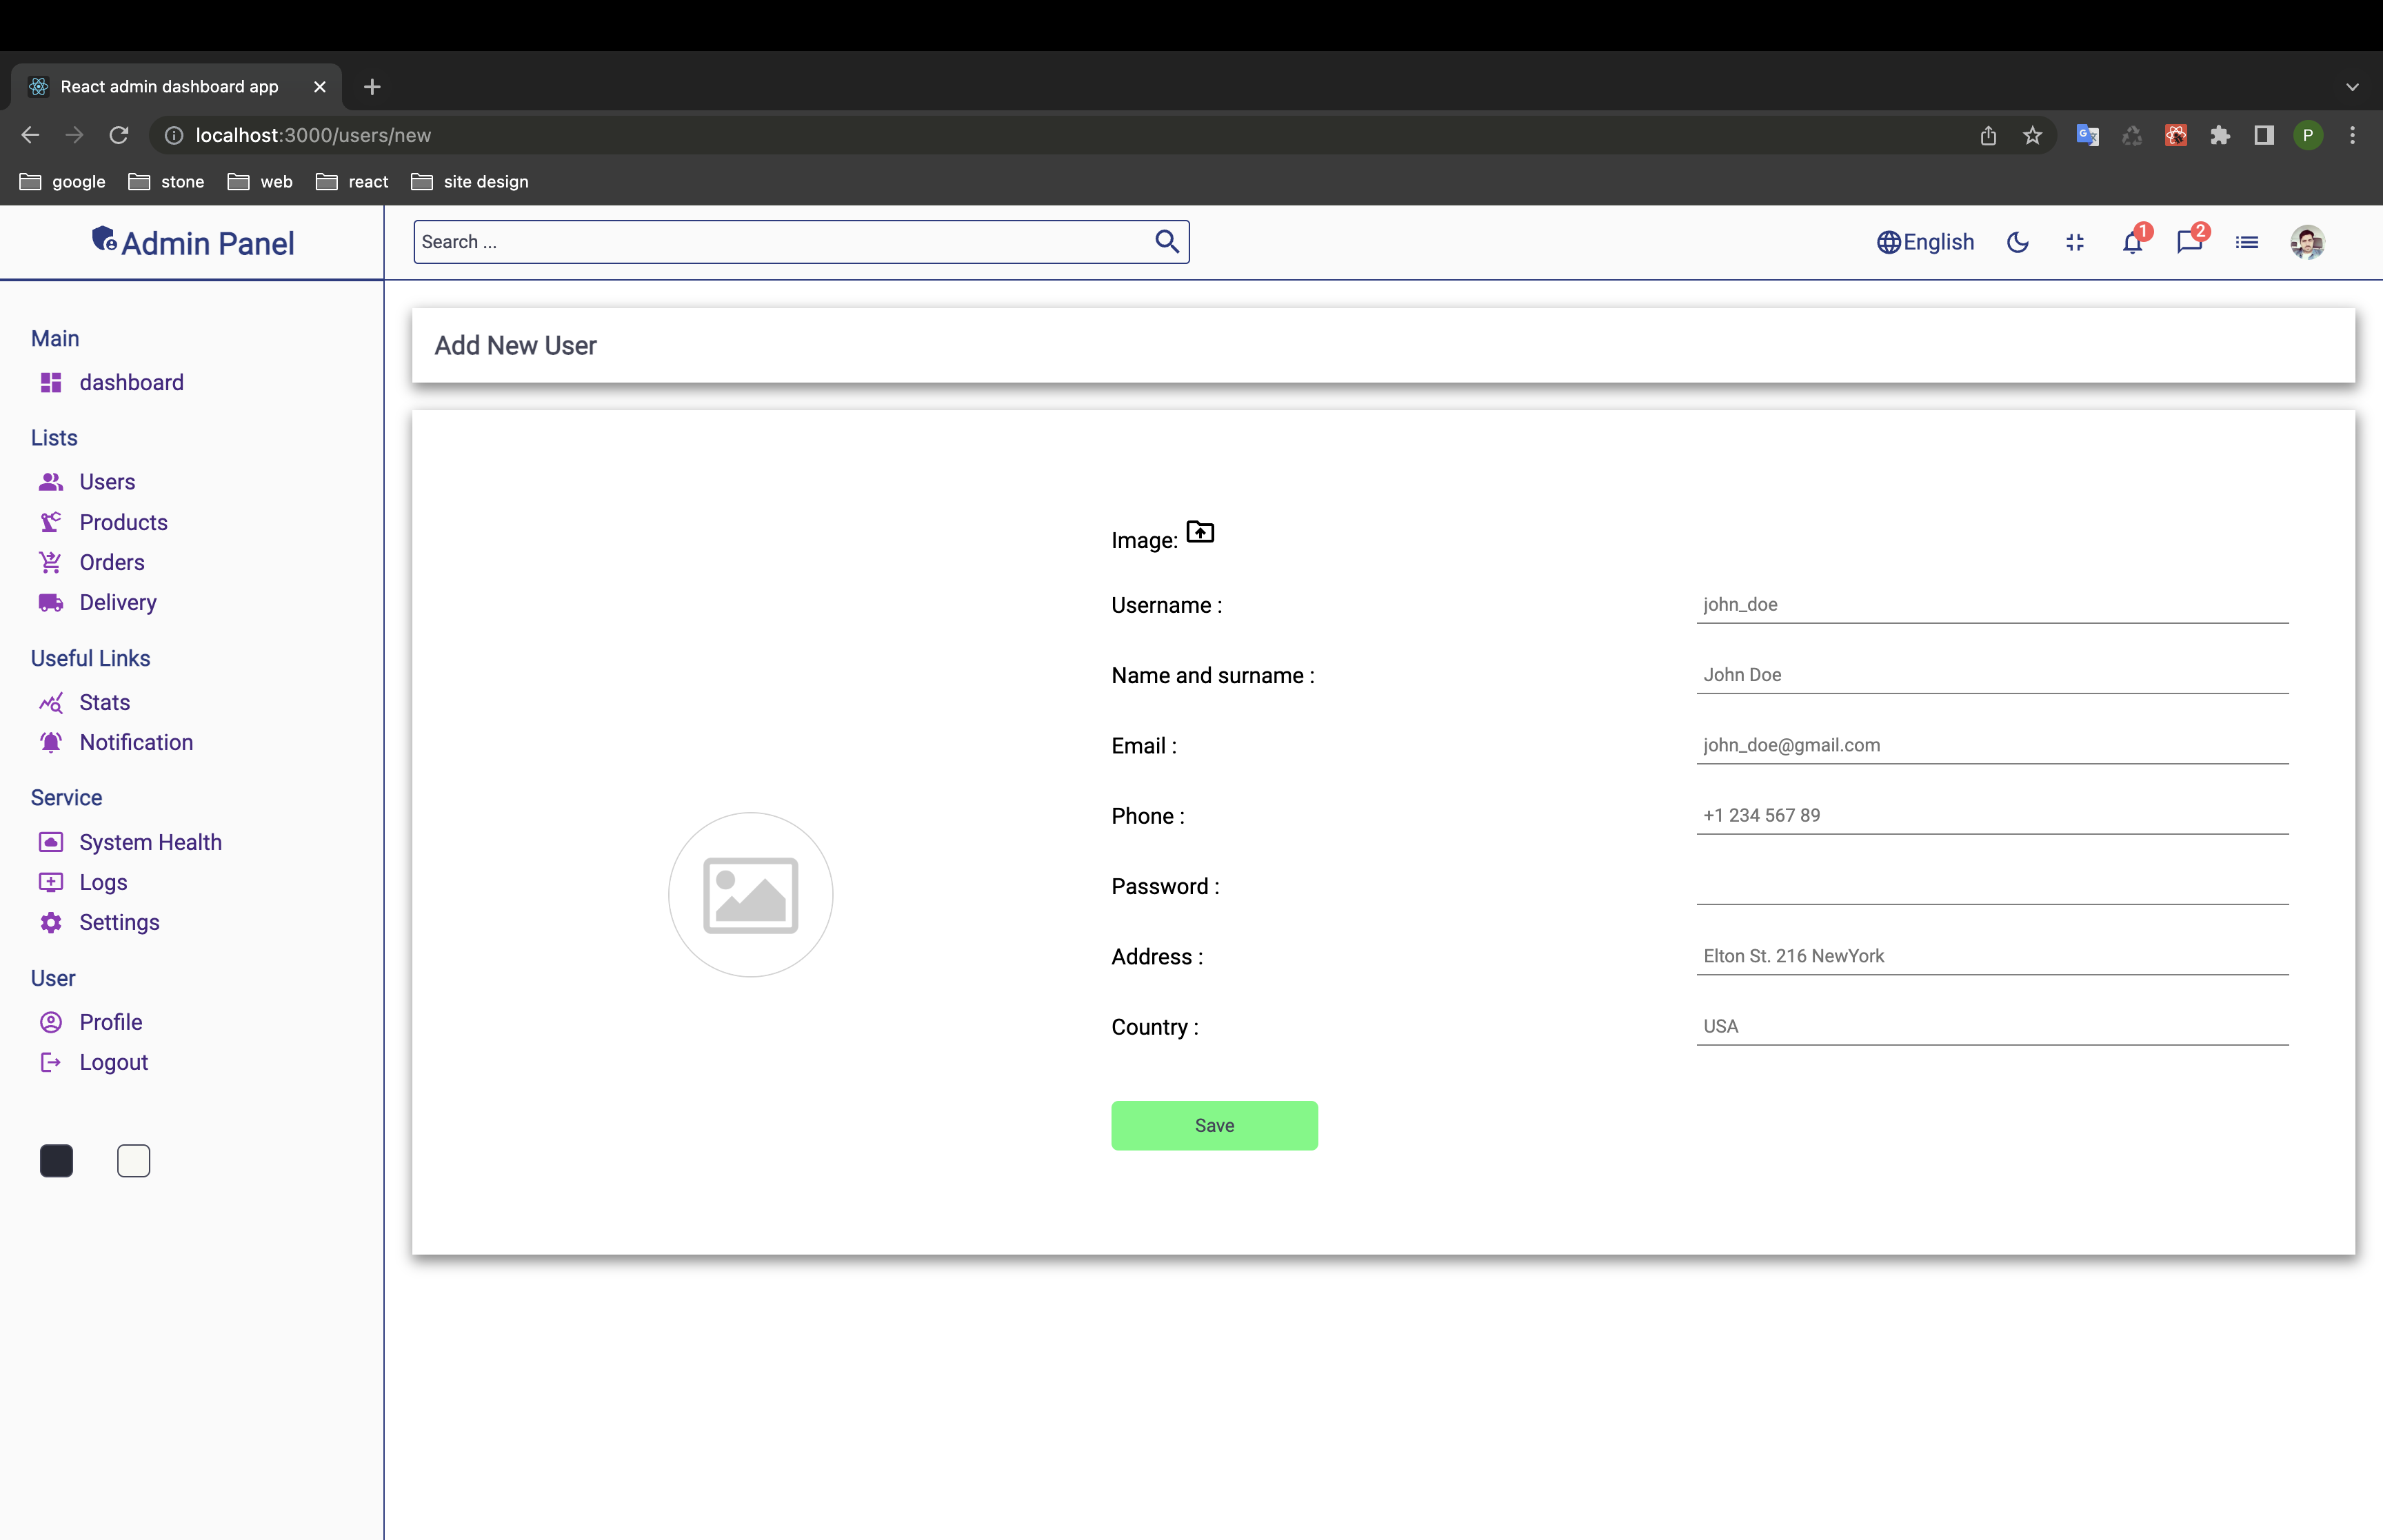 React admin dashboard app
localhost:3000/users/new
P
google stone web react site design
Admin Panel
Search ...
English
1
2
Main
dashboard
Lists
Users
Products
Orders
Delivery
Useful Links
Stats
Notification
Service
System Health
Logs
Settings
User
Profile
Logout
Add New User
Image:
Username : john_doe
Name and surname : John Doe
Email : john_doe@gmail.com
Phone : +1 234 567 89
Password :
Address : Elton St. 216 NewYork
Country : USA
Save